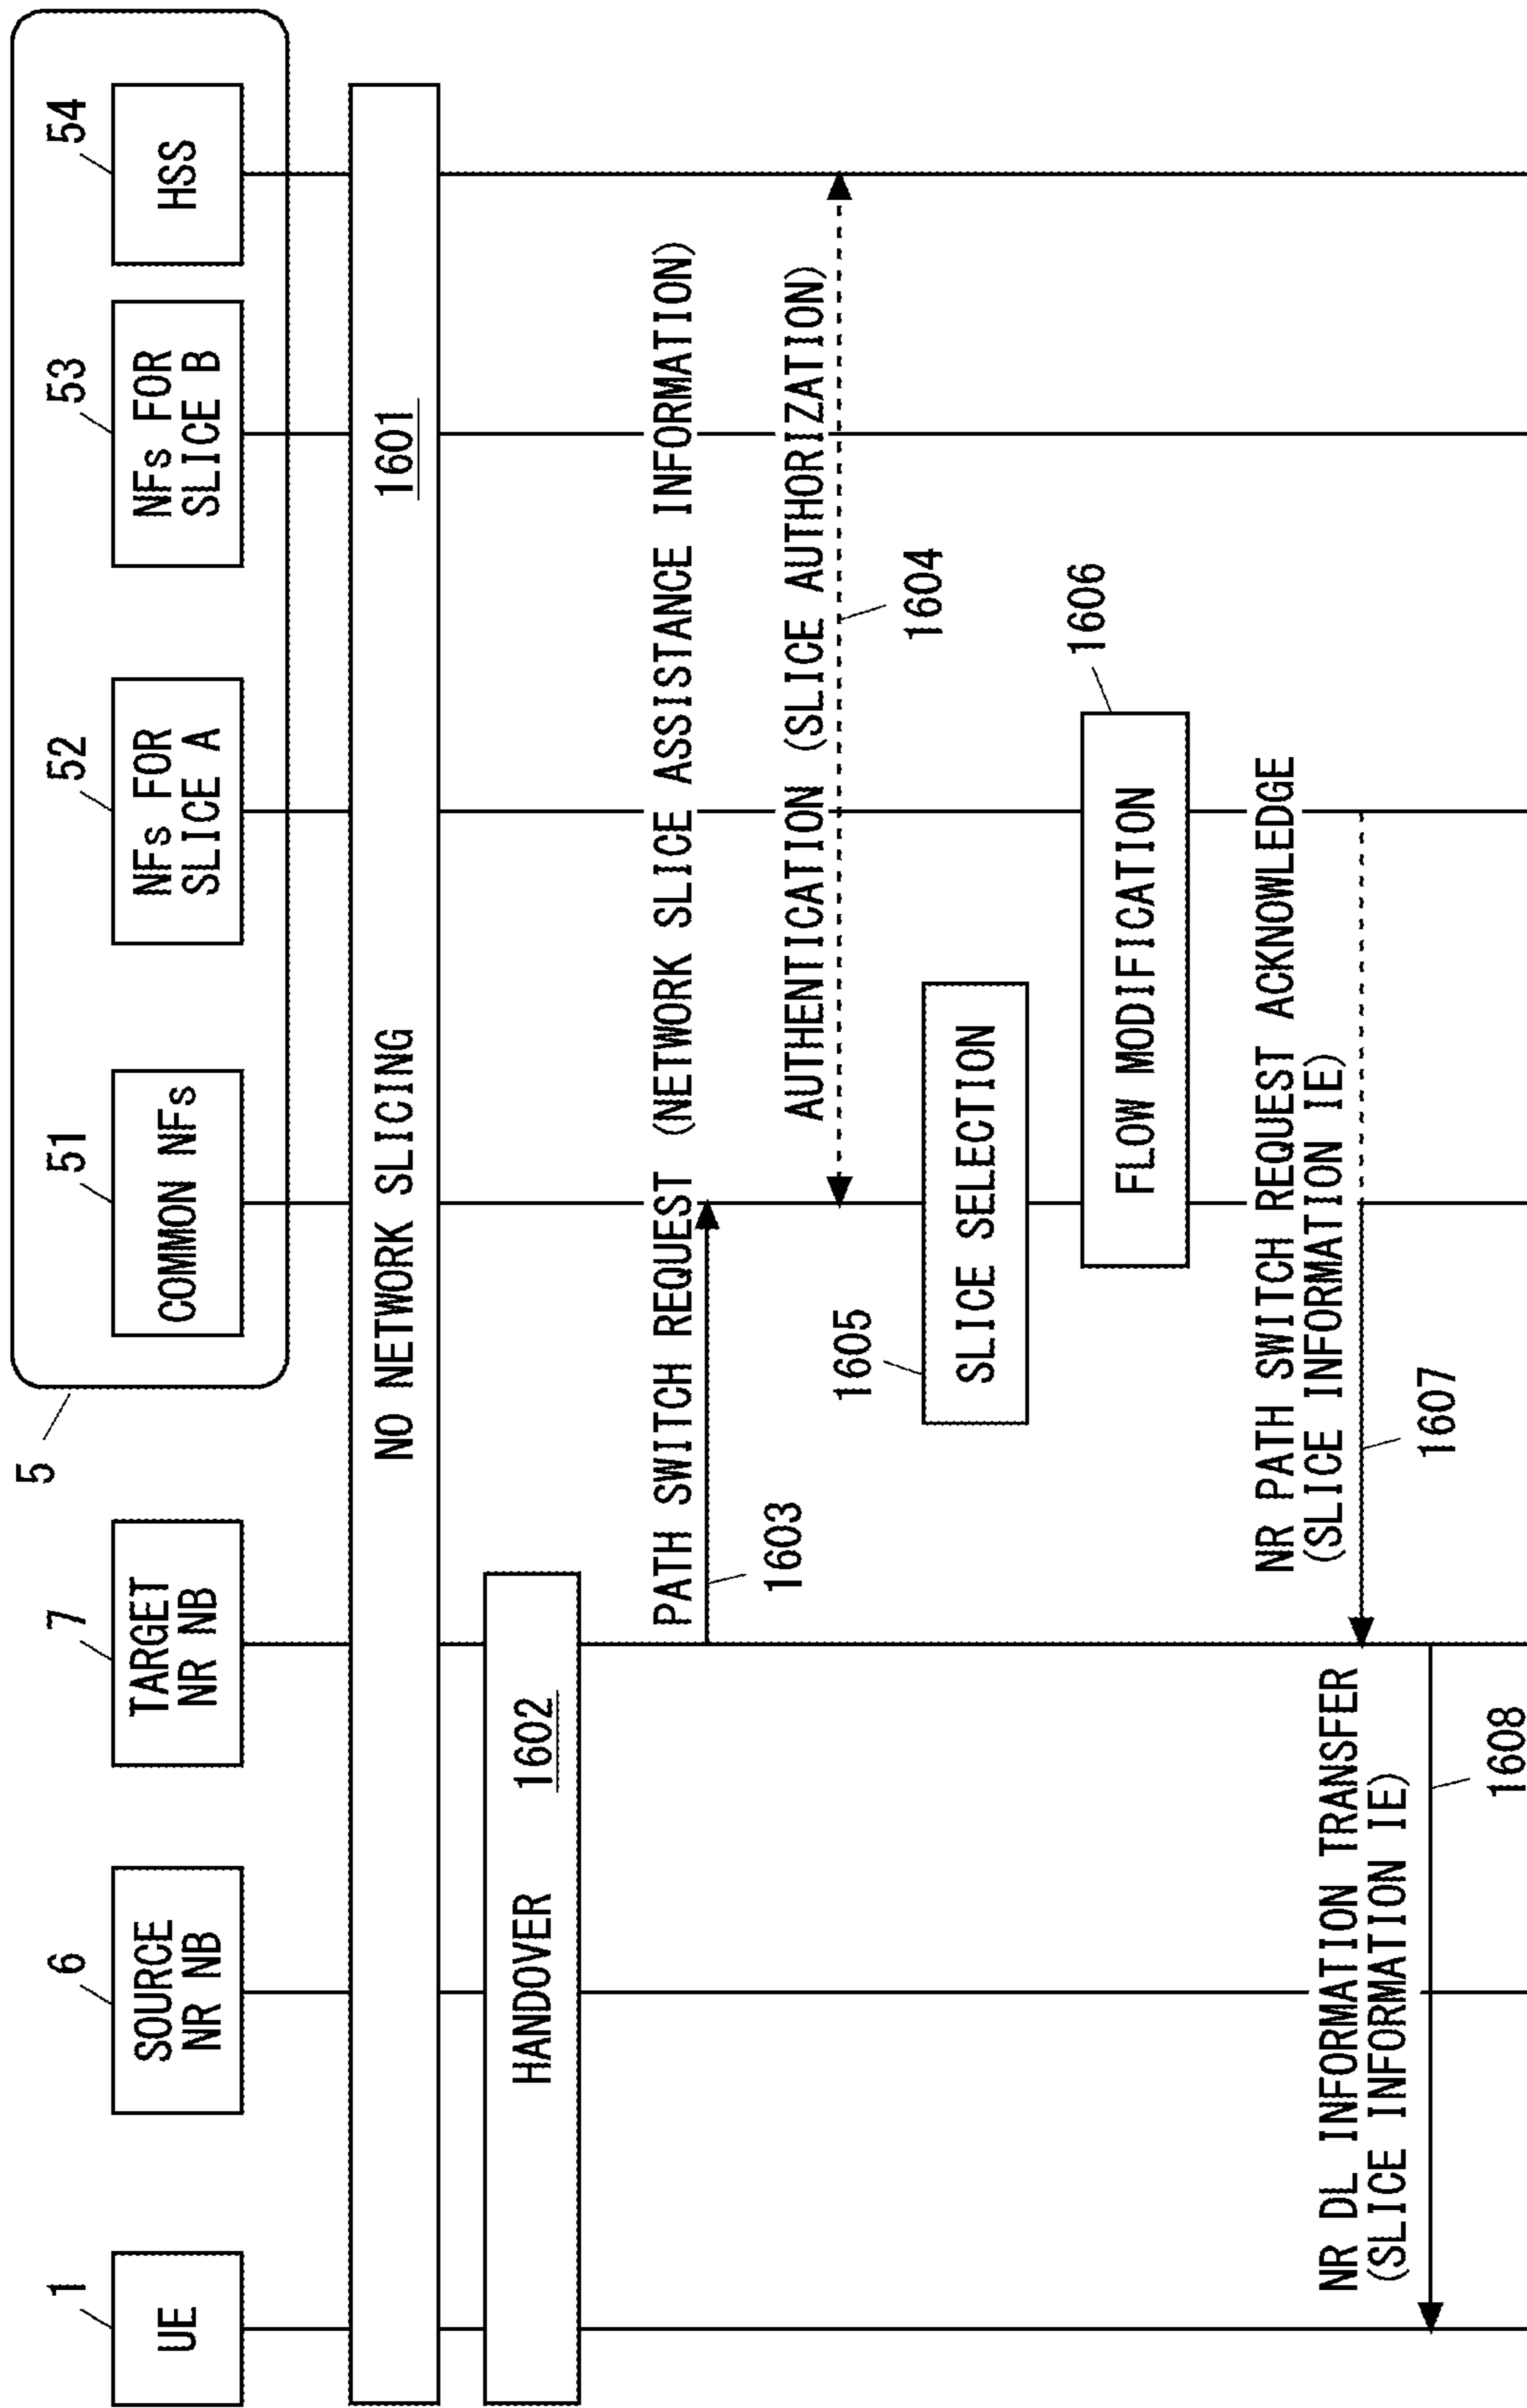 5
1
6
7
51
52
53
54
UE
SOURCE
NR NB
TARGET
NR NB
COMMON NFs
NFs FOR
SLICE A
NFs FOR
SLICE B
HSS
NO NETWORK SLICING
1601
HANDOVER
1602
PATH SWITCH REQUEST (NETWORK SLICE ASSISTANCE INFORMATION)
1603
AUTHENTICATION (SLICE AUTHORIZATION)
1604
1605
SLICE SELECTION
1606
FLOW MODIFICATION
NR PATH SWITCH REQUEST ACKNOWLEDGE
(SLICE INFORMATION IE)
1607
NR DL INFORMATION TRANSFER
(SLICE INFORMATION IE)
1608